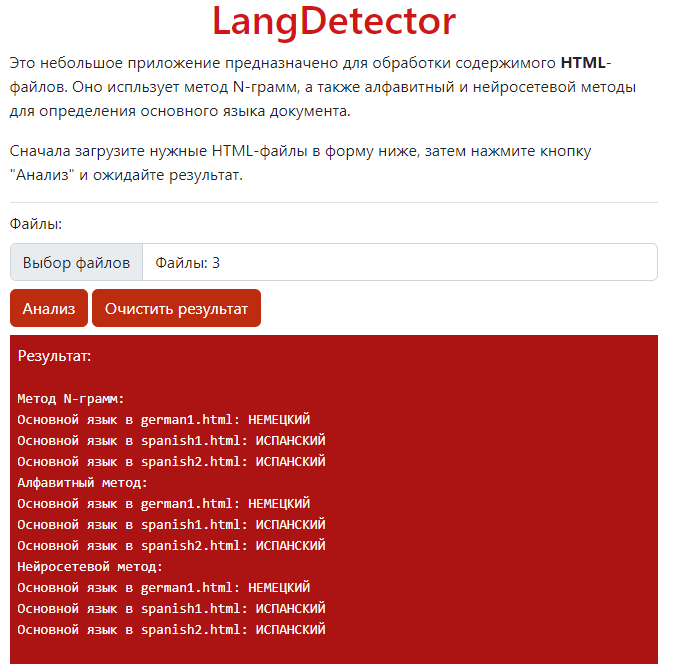 LangDetector
Это небольшое приложение предназначено для обработки содержимого HTML-
файлов. Оно испльзует метод N-грамм, а также алфавитный и нейросетевой методы
для определения основного языка документа.
Сначала загрузите нужные HTML-файлы в форму ниже, затем нажмите кнопку
"Анализ" и ожидайте результат.
Файлы:
Выбор файлов Файлы: 3
Анализ Очистить результат
Результат:
Метод N-грамм:
Основной язык в german1.html: НЕМЕЦКИЙ
Основной язык в spanish1.html: ИСПАНСКИЙ
Основной язык в spanish2.html: ИСПАНСКИЙ
Алфавитный метод:
Основной язык в german1.html: НЕМЕЦКИЙ
Основной язык в spanish1.html: ИСПАНСКИЙ
Основной язык в spanish2.html: ИСПАНСКИЙ
Нейросетевой метод:
Основной язык в german1.html: НЕМЕЦКИЙ
Основной язык в spanish1.html: ИСПАНСКИЙ
Основной язык в spanish2.html: ИСПАНСКИЙ